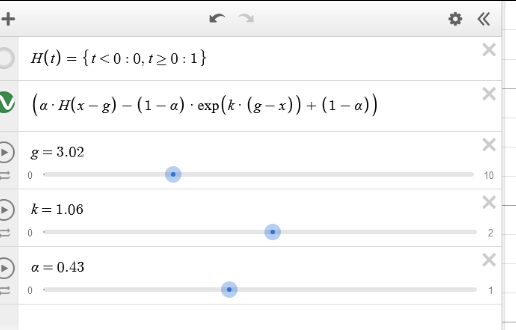 H(t) = {t < 0 : 0, t ≥ 0 : 1}
(α · H(x − g) − (1 − α) · exp(k · (g − x)) + (1 − α))
g = 3.02
0 10
k = 1.06
0 2
α = 0.43
0 1